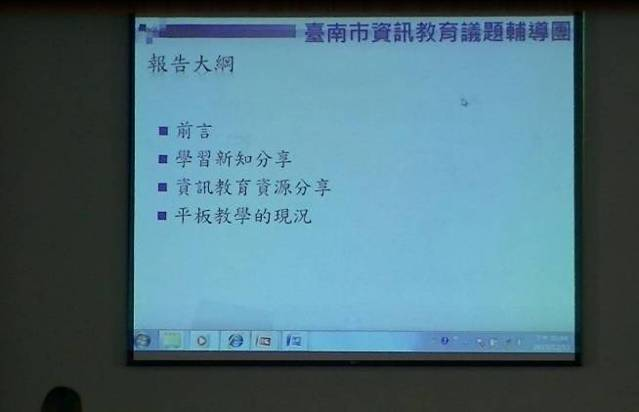 臺南市資訊教育議題輔導團
報告大綱
前言
學習新知分享
資訊教育資源分享
平板教學的現況